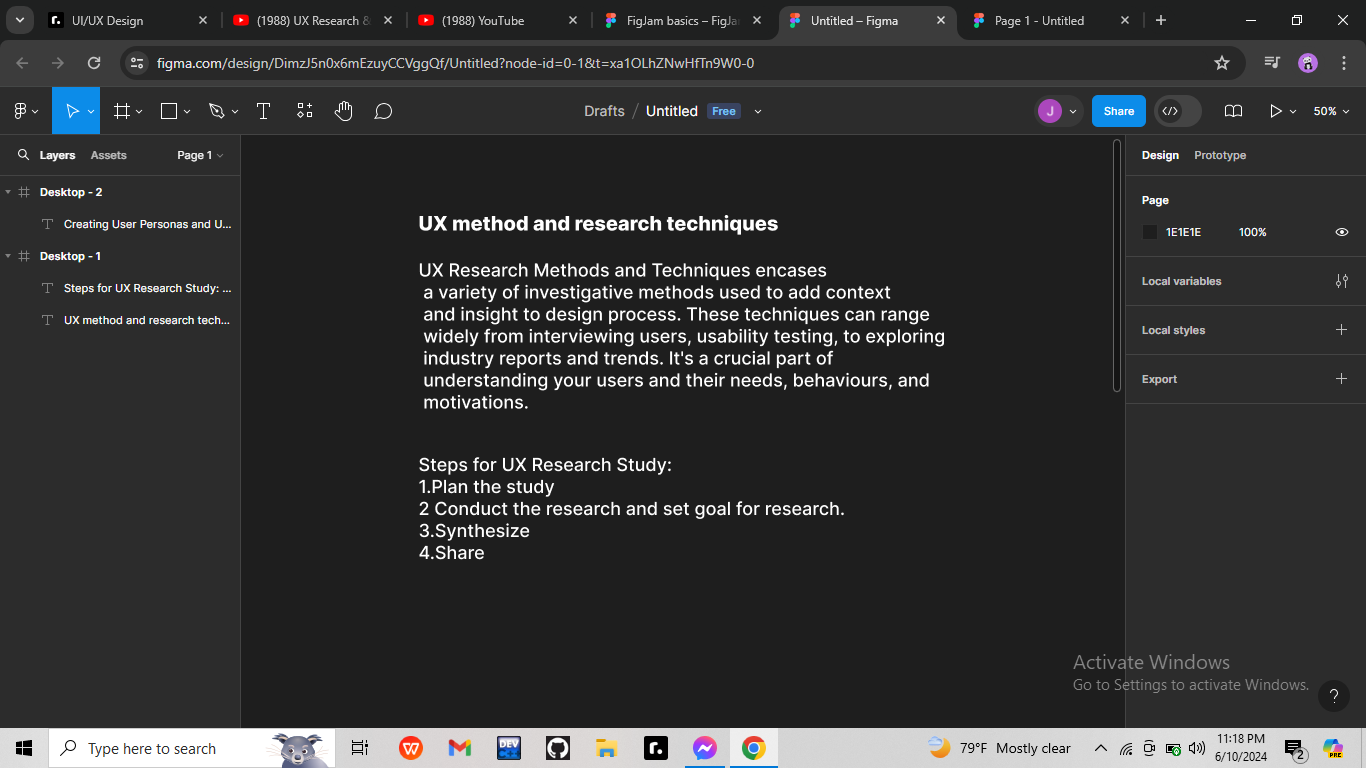 UI/UX Design
(1988) UX Research &
(1988) YouTube
FigJam basics – FigJa
Untitled – Figma
Page 1 - Untitled
figma.com/design/DimzJ5n0x6mEzuyCCVggQf/Untitled?node-id=0-1&t=xa1OLhZNwHfTn9W0-0
Drafts / Untitled Free
J
Share
50%
Layers Assets Page 1
Desktop - 2
Creating User Personas and U...
Desktop - 1
Steps for UX Research Study: ...
UX method and research tech...
UX method and research techniques
UX Research Methods and Techniques encases
a variety of investigative methods used to add context
and insight to design process. These techniques can range
widely from interviewing users, usability testing, to exploring
industry reports and trends. It's a crucial part of
understanding your users and their needs, behaviours, and
motivations.
Steps for UX Research Study:
1.Plan the study
2 Conduct the research and set goal for research.
3.Synthesize
4.Share
Design Prototype
Page
1E1E1E 100%
Local variables
Local styles
Export
Activate Windows
Go to Settings to activate Windows.
?
Type here to search
W
DEV
r.
79°F Mostly clear
11:18 PM
6/10/2024
2
PRE